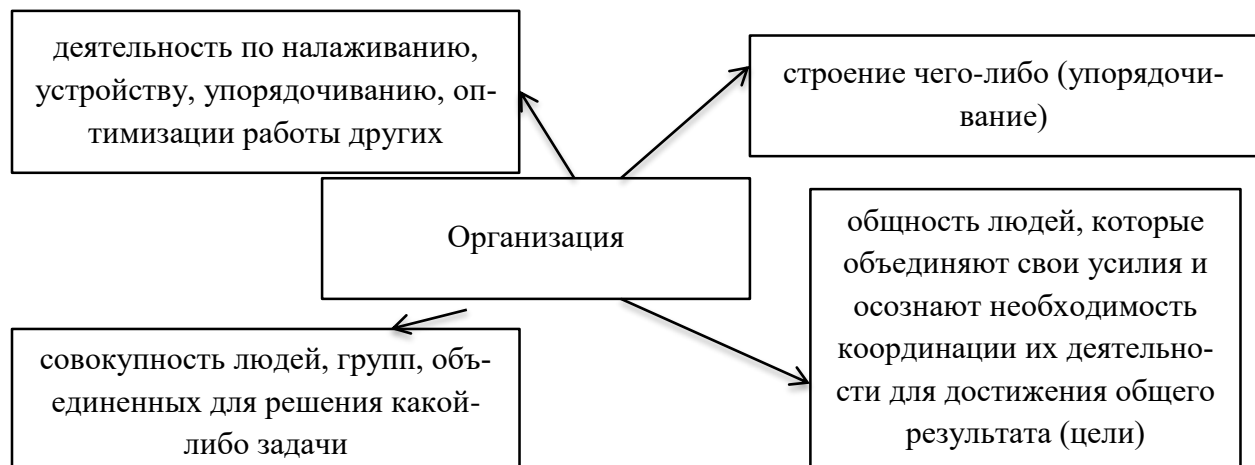 деятельность по налаживанию,
устройству, упорядочиванию, оп-
тимизации работы других
строение чего-либо (упорядочи-
вание)
Организация
общность людей, которые
объединяют свои усилия и
осознают необходимость
координации их деятельно-
сти для достижения общего
результата (цели)
совокупность людей, групп, объ-
единенных для решения какой-
либо задачи